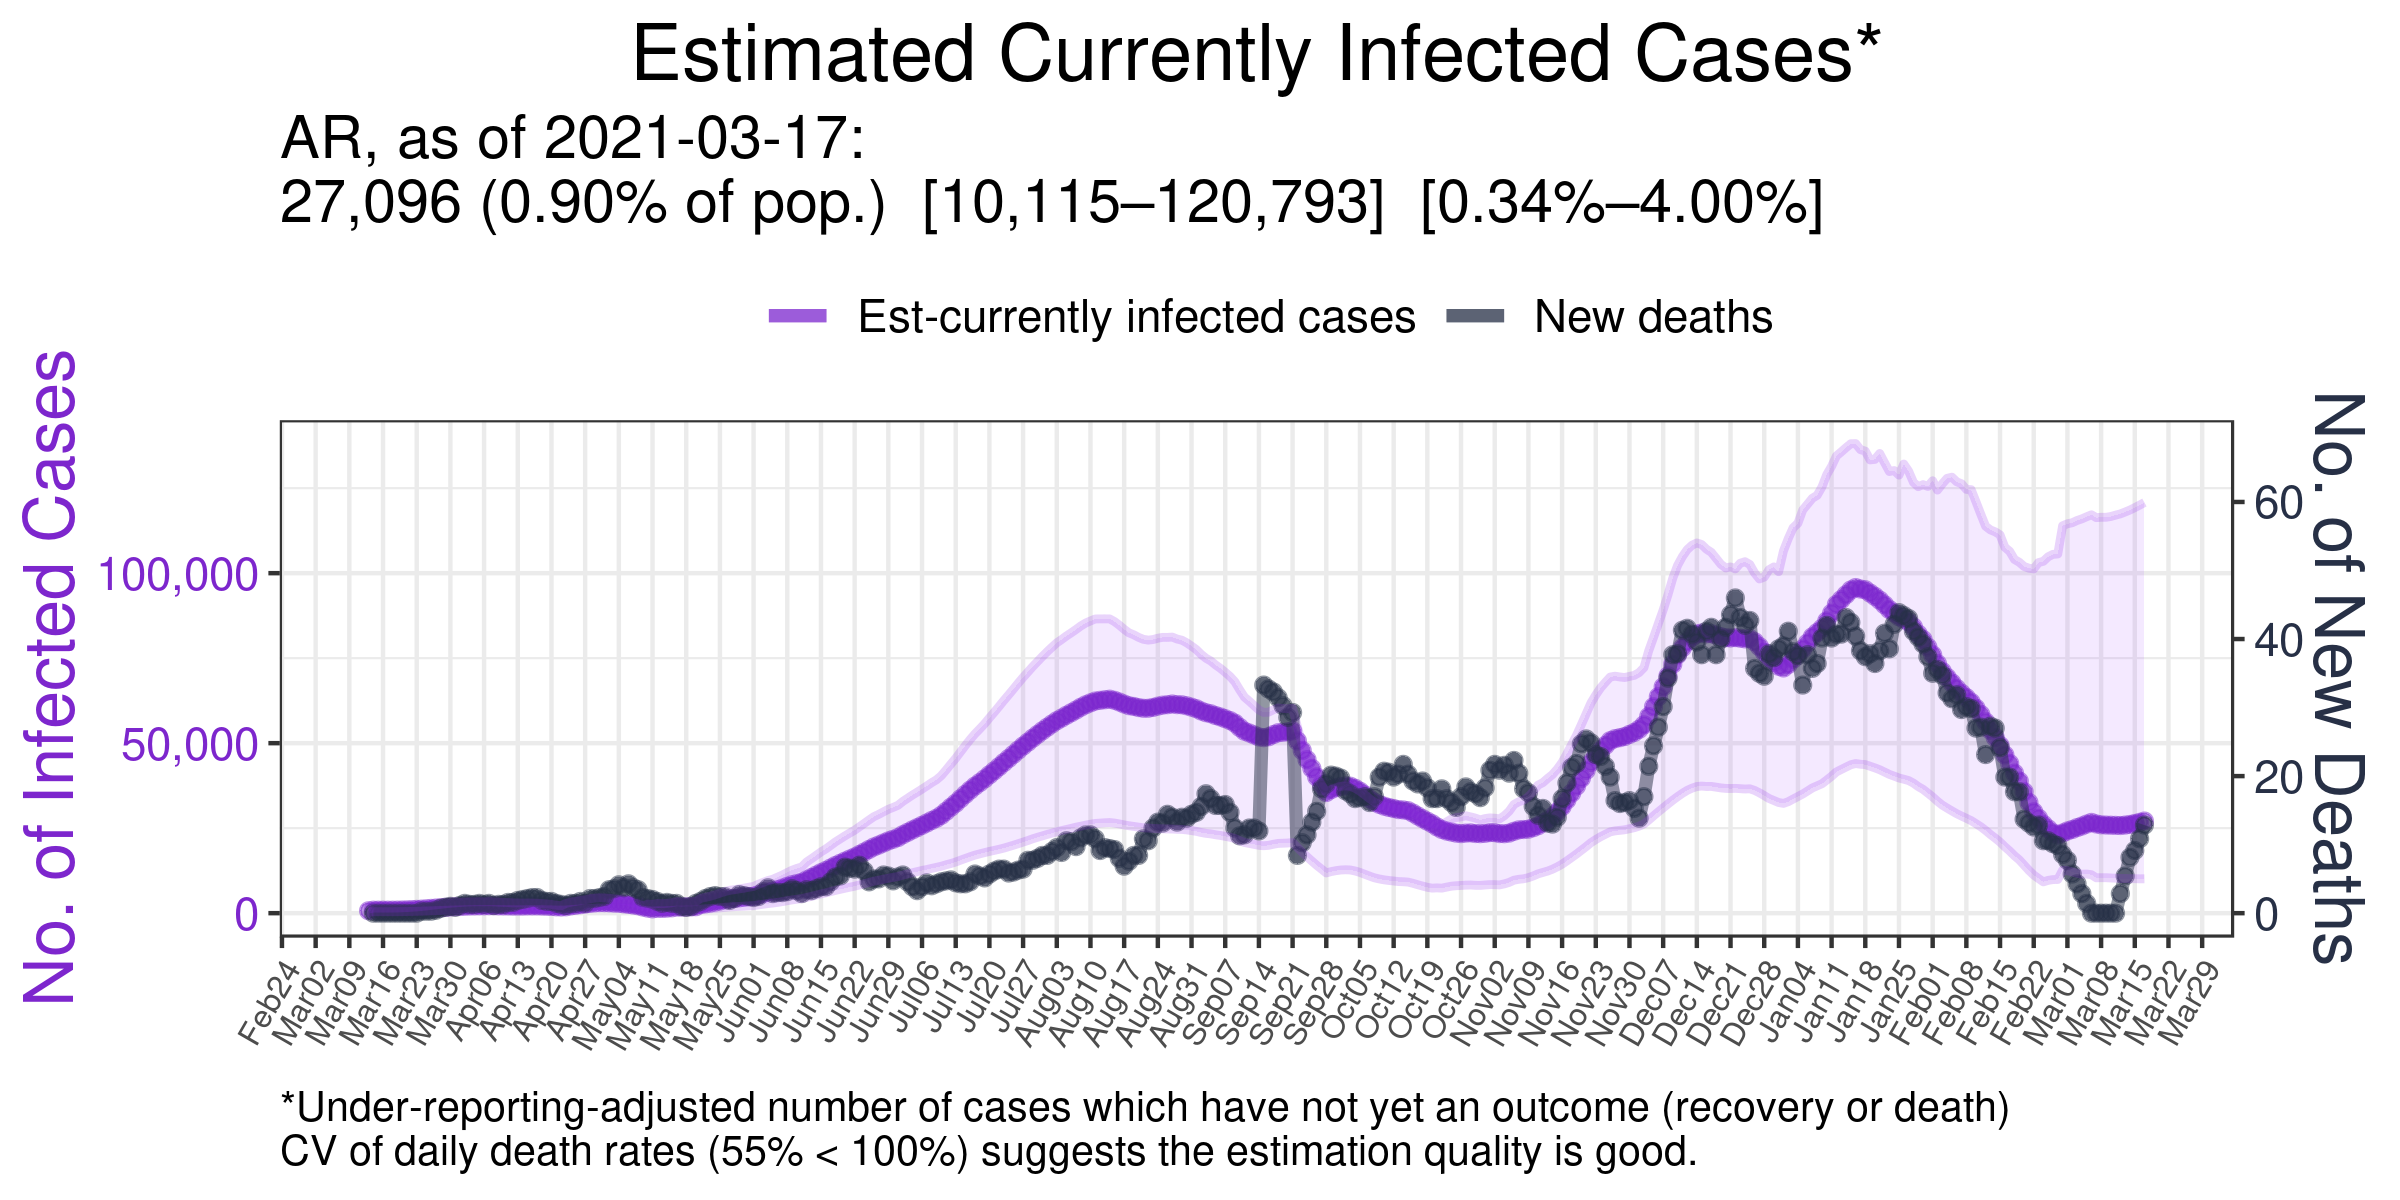 Estimated Currently Infected Cases*
AR, as of 2021-03-17:
27,096 (0.90% of pop.) [10,115–120,793] [0.34%–4.00%]
Est-currently infected cases
New deaths
No. of Infected Cases
100,000
50,000
0
No. of New Deaths
60
40
20
0
Feb24
Mar02
Mar09
Mar16
Mar23
Mar30
Apr06
Apr13
Apr20
Apr27
May04
May11
May18
May25
Jun01
Jun08
Jun15
Jun22
Jun29
Jul06
Jul13
Jul20
Jul27
Aug03
Aug10
Aug17
Aug24
Aug31
Sep07
Sep14
Sep21
Sep28
Oct05
Oct12
Oct19
Oct26
Nov02
Nov09
Nov16
Nov23
Nov30
Dec07
Dec14
Dec21
Dec28
Jan04
Jan11
Jan18
Jan25
Feb01
Feb08
Feb15
Feb22
Mar01
Mar08
Mar15
Mar22
Mar29
*Under-reporting-adjusted number of cases which have not yet an outcome (recovery or death)
CV of daily death rates (55% < 100%) suggests the estimation quality is good.